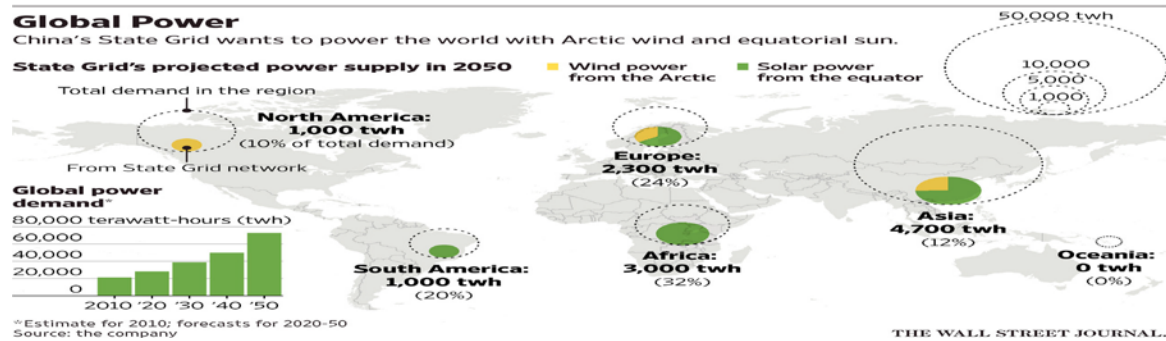 Global Power
China's State Grid wants to power the world with Arctic wind and equatorial sun.
State Grid's projected power supply in 2050
Wind power
from the Arctic
Solar power
from the equator
50,000 twh
10,000
5,000
1,000
Total demand in the region
North America:
1,000 twh
(10% of total demand)
From State Grid network
Europe:
2,300 twh
(24%)
Asia:
4,700 twh
(12%)
Africa:
3,000 twh
(32%)
South America:
1,000 twh
(20%)
Oceania:
0 twh
(0%)
Global power
demand*
80,000 terawatt-hours (twh)
60,000
40,000
20,000
0
2010 '20 '30 '40 '50
*Estimate for 2010; forecasts for 2020-50
Source: the company
THE WALL STREET JOURNAL.